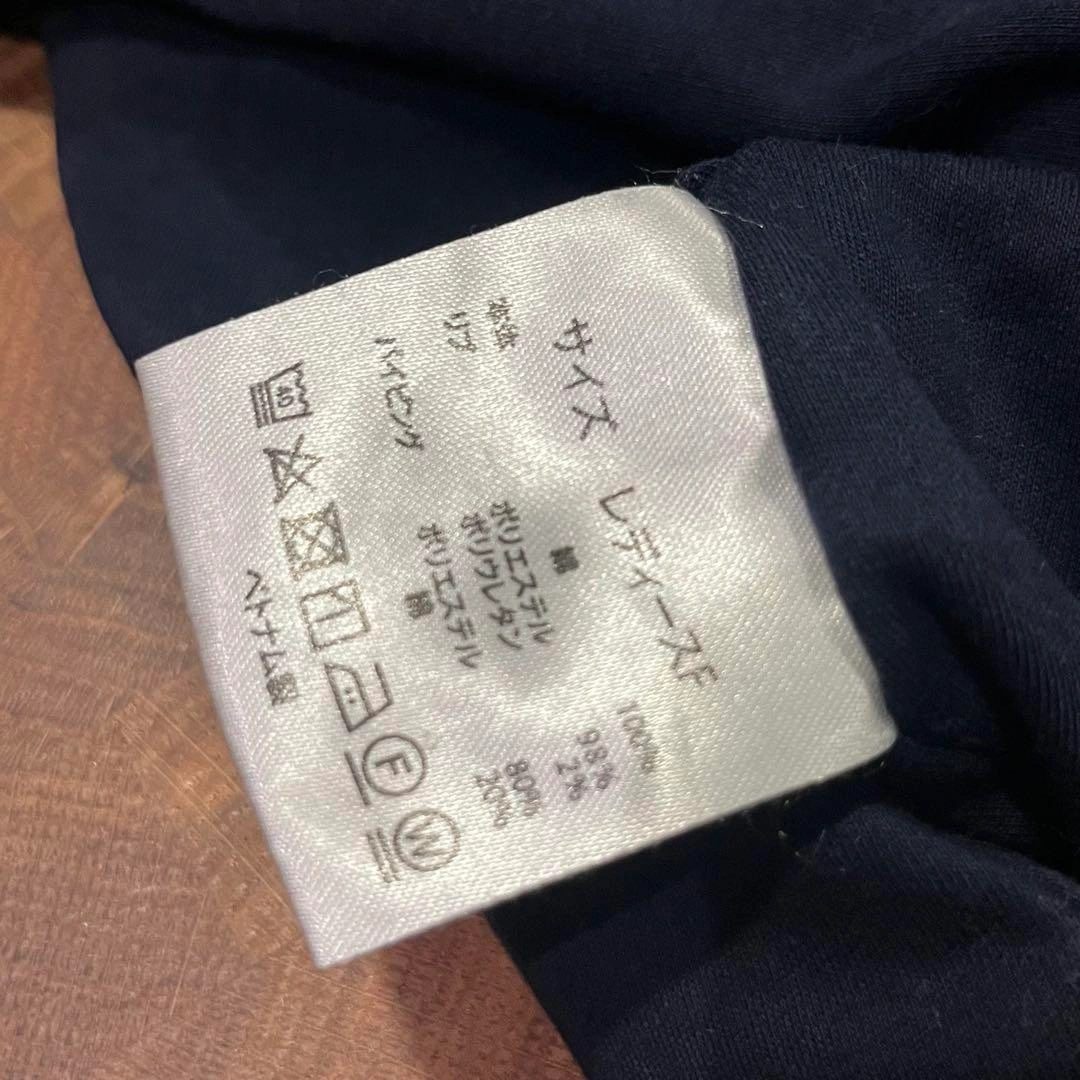 サイズ レディースF
本体 綿 100%
リブ ポリエステル 98%
ポリウレタン 2%
パイピング ポリエステル 80%
綿 20%
40
F W
ベトナム製